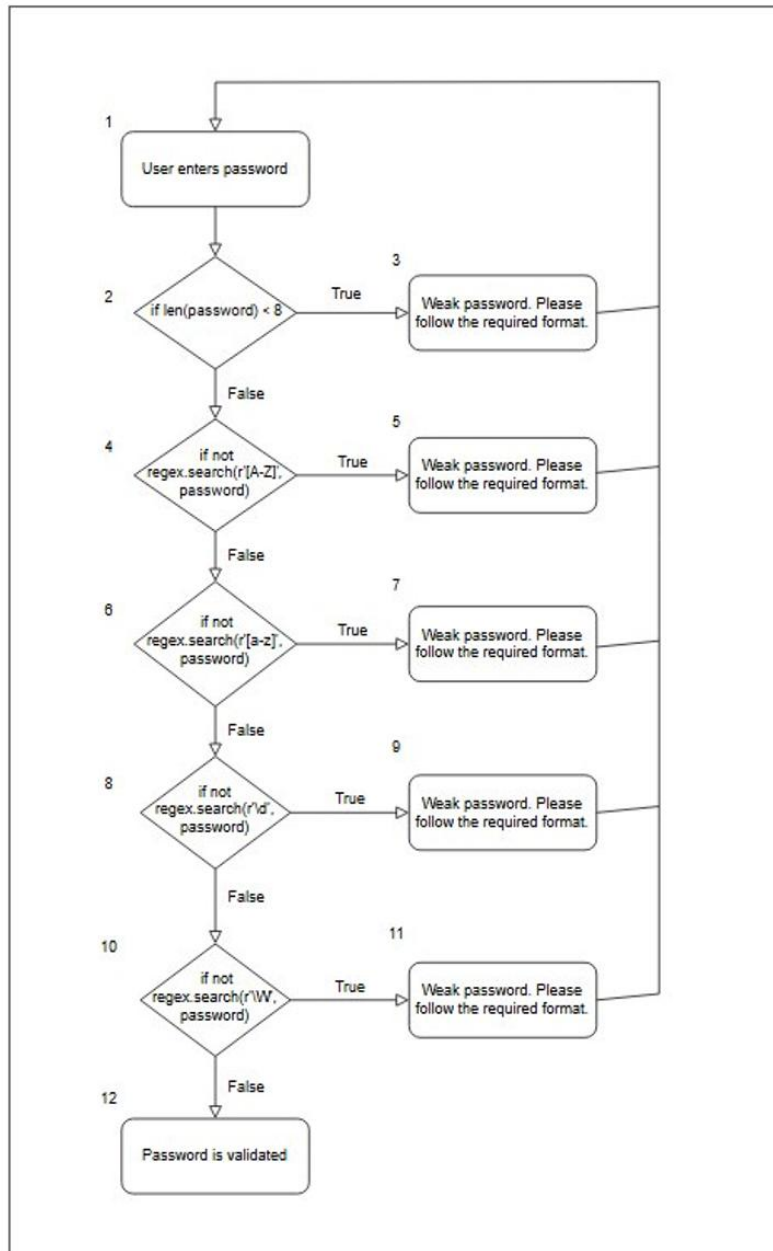 1
User enters password
2
if len(password) < 8
True
3
Weak password. Please
follow the required format.
False
4
if not
regex.search(r'[A-Z]',
password)
True
5
Weak password. Please
follow the required format.
False
6
if not
regex.search(r'[a-z]',
password)
True
7
Weak password. Please
follow the required format.
False
8
if not
regex.search(r'\d',
password)
True
9
Weak password. Please
follow the required format.
False
10
if not
regex.search(r'\W',
password)
True
11
Weak password. Please
follow the required format.
False
12
Password is validated